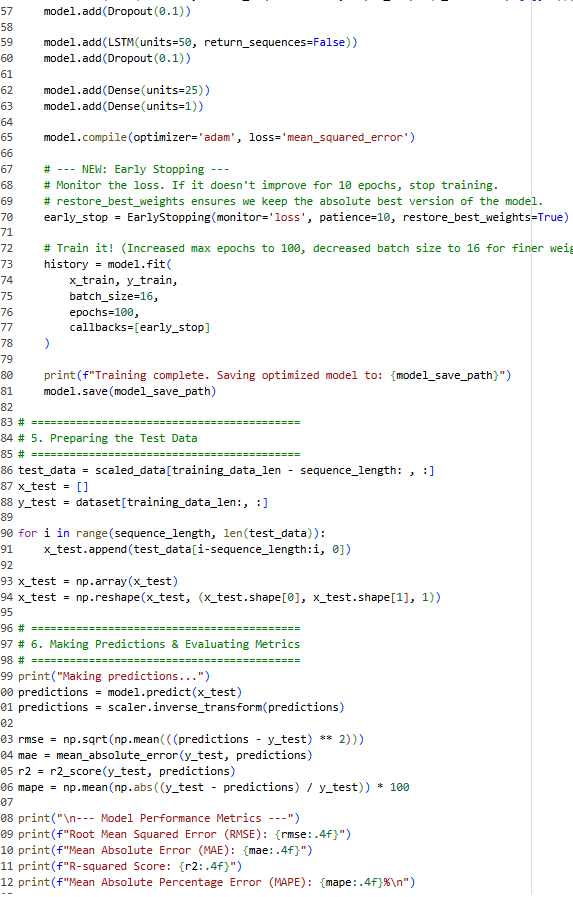 57 model.add(Dropout(0.1))
58
59 model.add(LSTM(units=50, return_sequences=False))
60 model.add(Dropout(0.1))
61
62 model.add(Dense(units=25))
63 model.add(Dense(units=1))
64
65 model.compile(optimizer='adam', loss='mean_squared_error')
66
67 # --- NEW: Early Stopping ---
68 # Monitor the loss. If it doesn't improve for 10 epochs, stop training.
69 # restore_best_weights ensures we keep the absolute best version of the model.
70 early_stop = EarlyStopping(monitor='loss', patience=10, restore_best_weights=True)
71
72 # Train it! (Increased max epochs to 100, decreased batch size to 16 for finer weig
73 history = model.fit(
74 x_train, y_train,
75 batch_size=16,
76 epochs=100,
77 callbacks=[early_stop]
78 )
79
80 print(f"Training complete. Saving optimized model to: {model_save_path}")
81 model.save(model_save_path)
82
83 # ==========================================
84 # 5. Preparing the Test Data
85 # ==========================================
86 test_data = scaled_data[training_data_len - sequence_length: , :]
87 x_test = []
88 y_test = dataset[training_data_len:, :]
89
90 for i in range(sequence_length, len(test_data)):
91 x_test.append(test_data[i-sequence_length:i, 0])
92
93 x_test = np.array(x_test)
94 x_test = np.reshape(x_test, (x_test.shape[0], x_test.shape[1], 1))
95
96 # ==========================================
97 # 6. Making Predictions & Evaluating Metrics
98 # ==========================================
99 print("Making predictions...")
00 predictions = model.predict(x_test)
01 predictions = scaler.inverse_transform(predictions)
02
03 rmse = np.sqrt(np.mean(((predictions - y_test) ** 2)))
04 mae = mean_absolute_error(y_test, predictions)
05 r2 = r2_score(y_test, predictions)
06 mape = np.mean(np.abs((y_test - predictions) / y_test)) * 100
07
08 print("\n--- Model Performance Metrics ---")
09 print(f"Root Mean Squared Error (RMSE): {rmse:.4f}")
10 print(f"Mean Absolute Error (MAE): {mae:.4f}")
11 print(f"R-squared Score: {r2:.4f}")
12 print(f"Mean Absolute Percentage Error (MAPE): {mape:.4f}%\n")